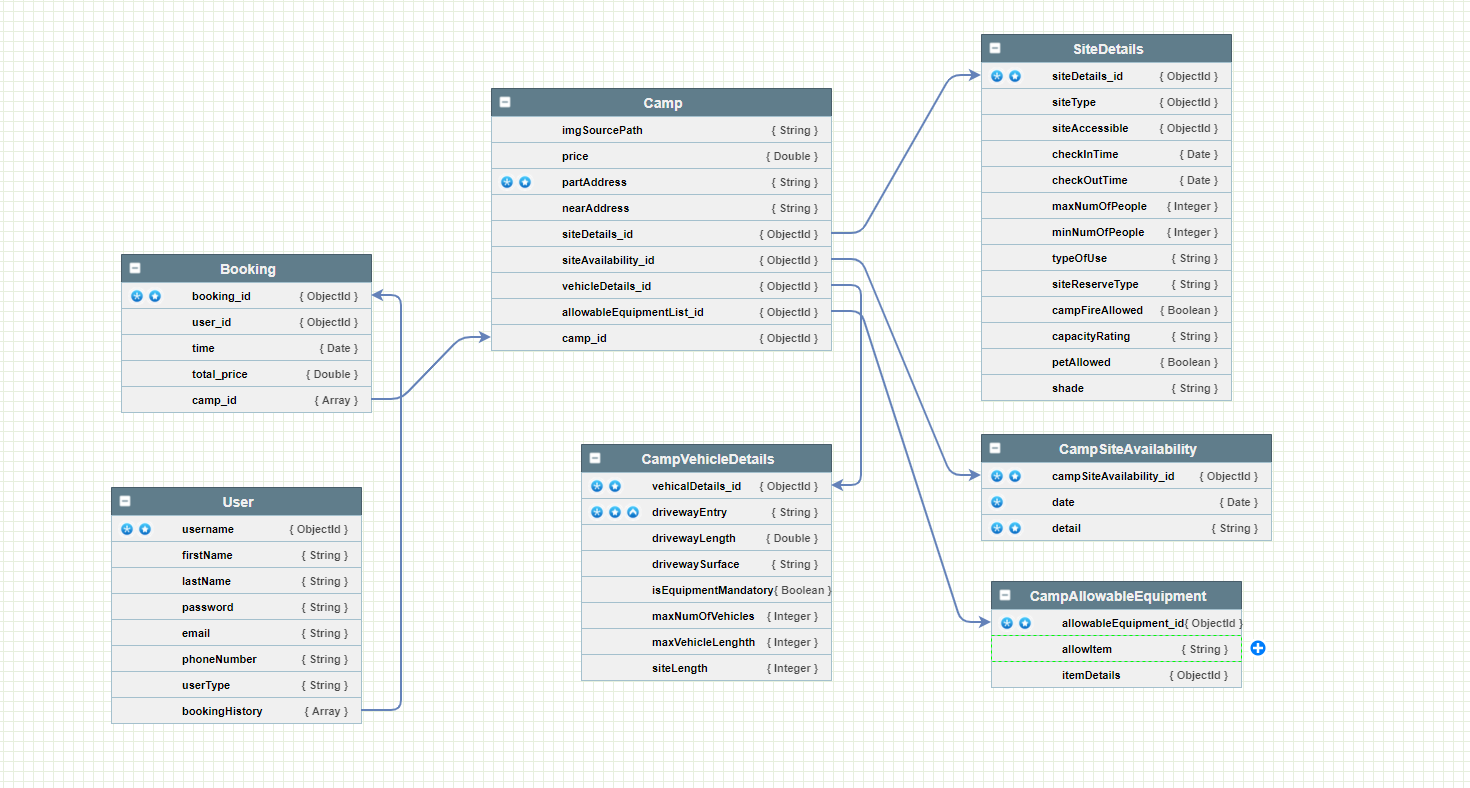 SiteDetails
siteDetails_id { ObjectId }
siteType { ObjectId }
siteAccessible { ObjectId }
checkInTime { Date }
checkOutTime { Date }
maxNumOfPeople { Integer }
minNumOfPeople { Integer }
typeOfUse { String }
siteReserveType { String }
campFireAllowed { Boolean }
capacityRating { String }
petAllowed { Boolean }
shade { String }
Camp
imgSourcePath { String }
price { Double }
partAddress { String }
nearAddress { String }
siteDetails_id { ObjectId }
siteAvailability_id { ObjectId }
vehicleDetails_id { ObjectId }
allowableEquipmentList_id { ObjectId }
camp_id { ObjectId }
Booking
booking_id { ObjectId }
user_id { ObjectId }
time { Date }
total_price { Double }
camp_id { Array }
CampSiteAvailability
campSiteAvailability_id { ObjectId }
date { Date }
detail { String }
CampVehicleDetails
vehicalDetails_id { ObjectId }
drivewayEntry { String }
drivewayLength { Double }
drivewaySurface { String }
isEquipmentMandatory{ Boolean }
maxNumOfVehicles { Integer }
maxVehicleLenghth { Integer }
siteLength { Integer }
User
username { ObjectId }
firstName { String }
lastName { String }
password { String }
email { String }
phoneNumber { String }
userType { String }
bookingHistory { Array }
CampAllowableEquipment
allowableEquipment_id{ ObjectId }
allowItem { String }
itemDetails { ObjectId }